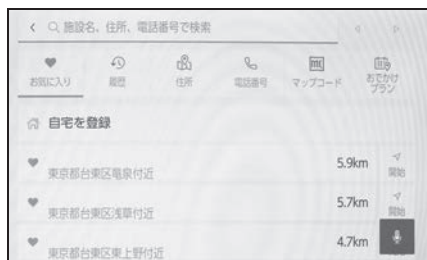 施設名、住所、電話番号で検索
お気に入り
履歴
住所
電話番号
マップコード
おでかけ
プラン
自宅を登録
5.9km
東京都台東区竜泉付近
開始
5.7km
東京都台東区浅草付近
開始
4.7km
東京都台東区東上野付近